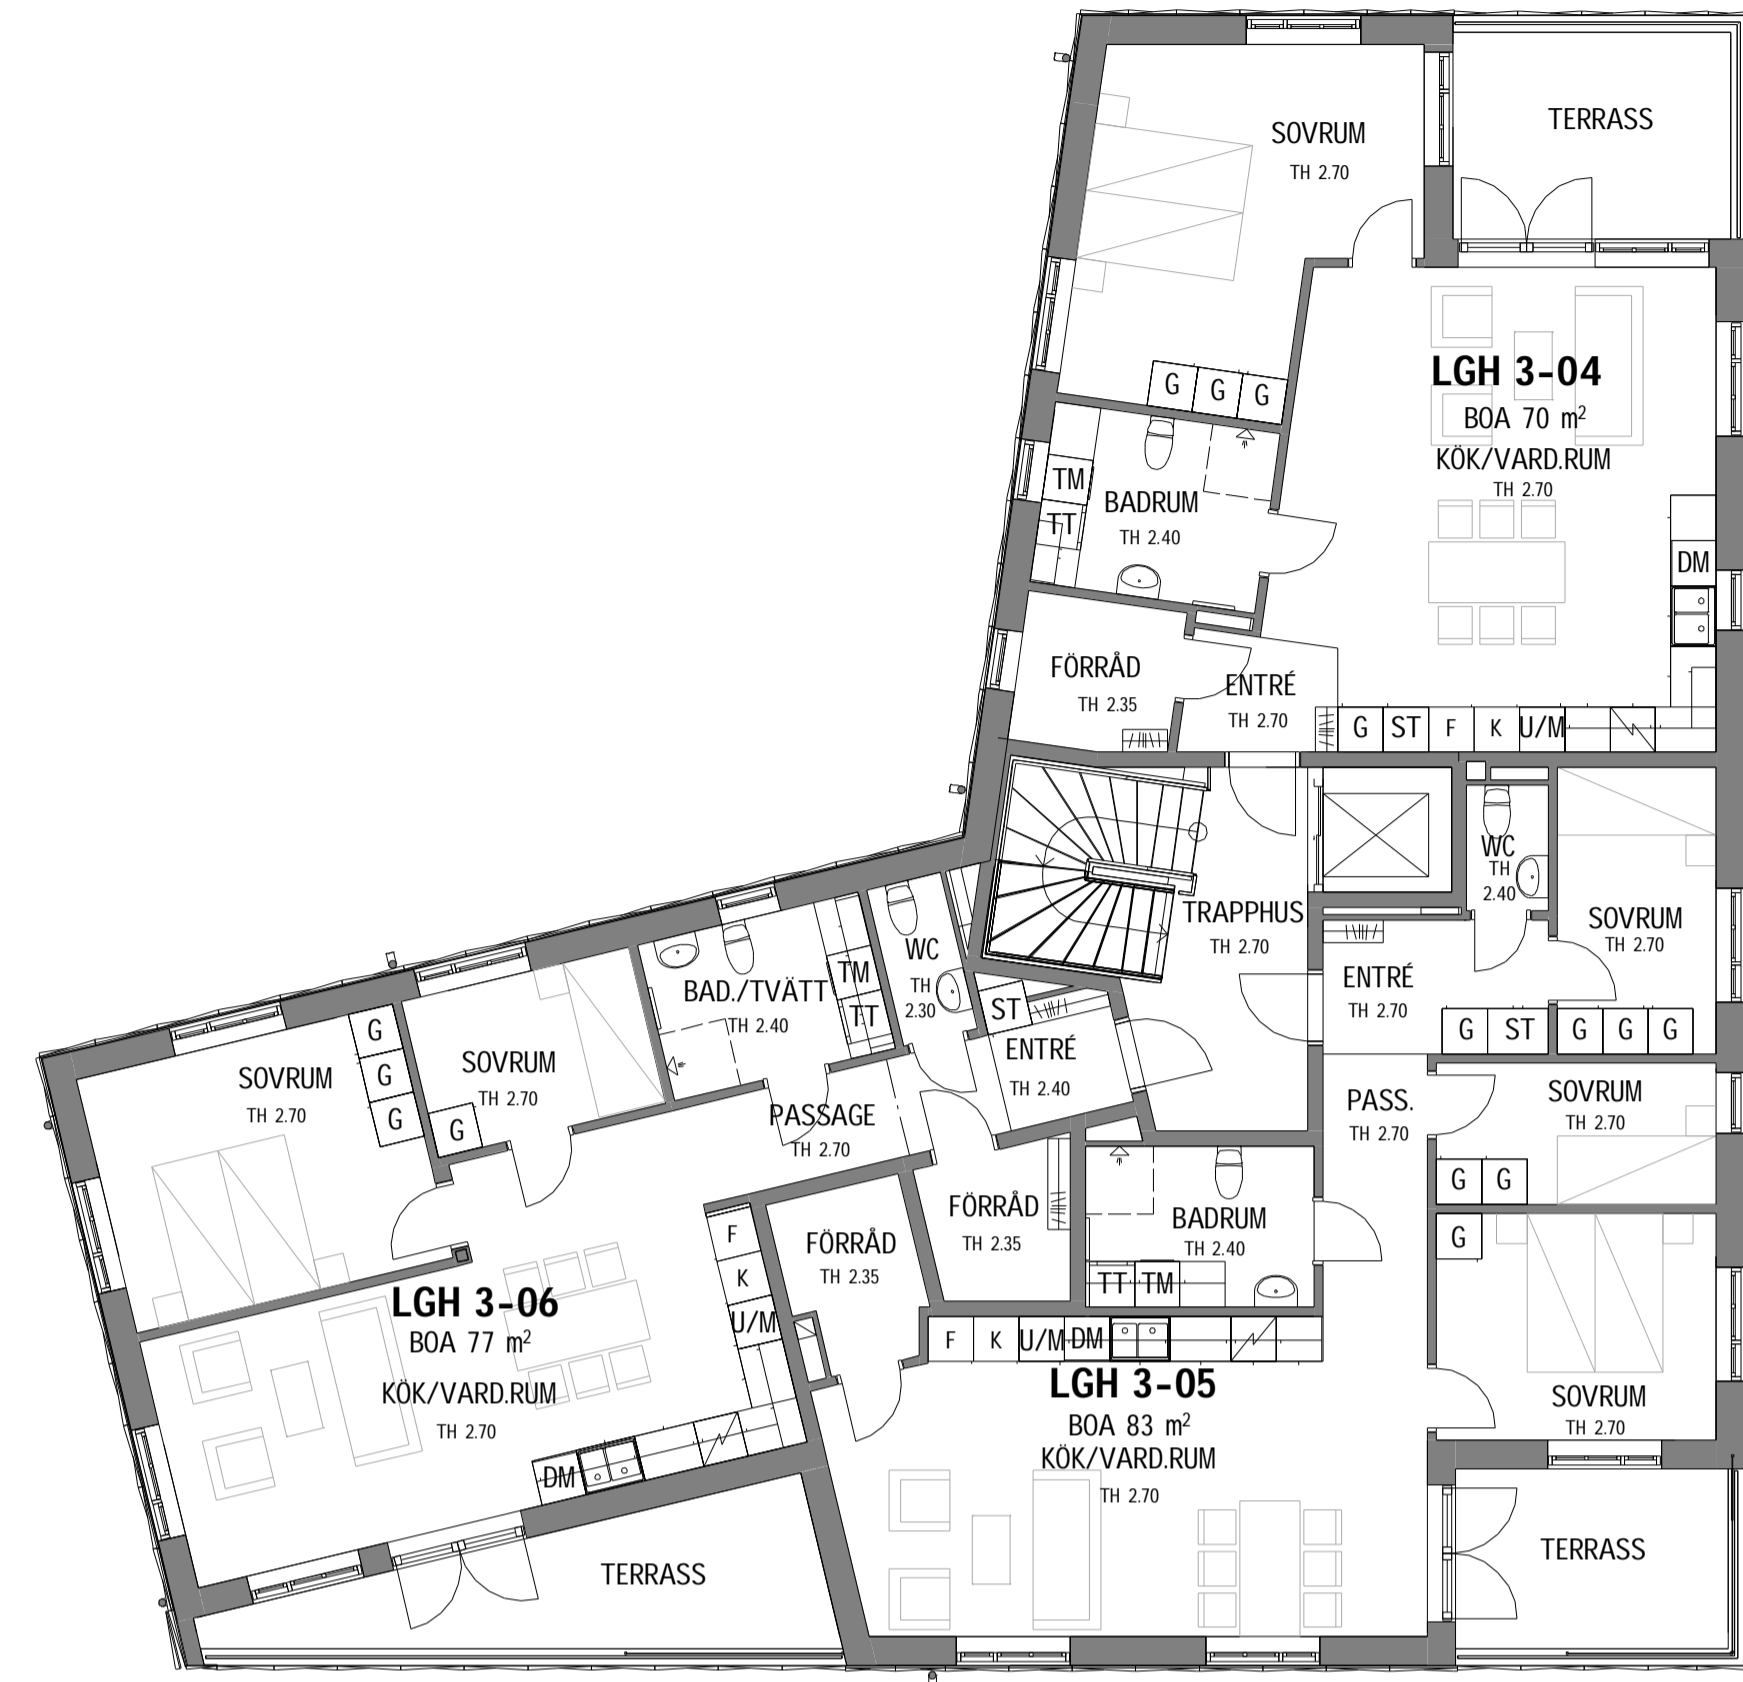 SOVRUM
TH 2.70
TERRASS
LGH 3-04
BOA 70 m²
KÖK/VARD.RUM
TH 2.70
G G G
TM
TT
BADRUM
TH 2.40
DM
FÖRRÅD
TH 2.35
ENTRÉ
TH 2.70
G ST F K U/M
TRAPPHUS
TH 2.70
WC
TH
2.40
SOVRUM
TH 2.70
ENTRÉ
TH 2.70
G ST G G G
PASS.
TH 2.70
SOVRUM
TH 2.70
G G
G
SOVRUM
TH 2.70
TERRASS
BADRUM
TH 2.40
TT TM
FÖRRÅD
TH 2.35
F K U/M DM
LGH 3-05
BOA 83 m²
KÖK/VARD.RUM
TH 2.70
FÖRRÅD
TH 2.35
WC
TH
2.30
ST
ENTRÉ
TH 2.40
BAD./TVÄTT
TH 2.40
TM
TT
PASSAGE
TH 2.70
SOVRUM
TH 2.70
G
SOVRUM
TH 2.70
G
G
G
F
K
U/M
LGH 3-06
BOA 77 m²
KÖK/VARD.RUM
TH 2.70
DM
TERRASS